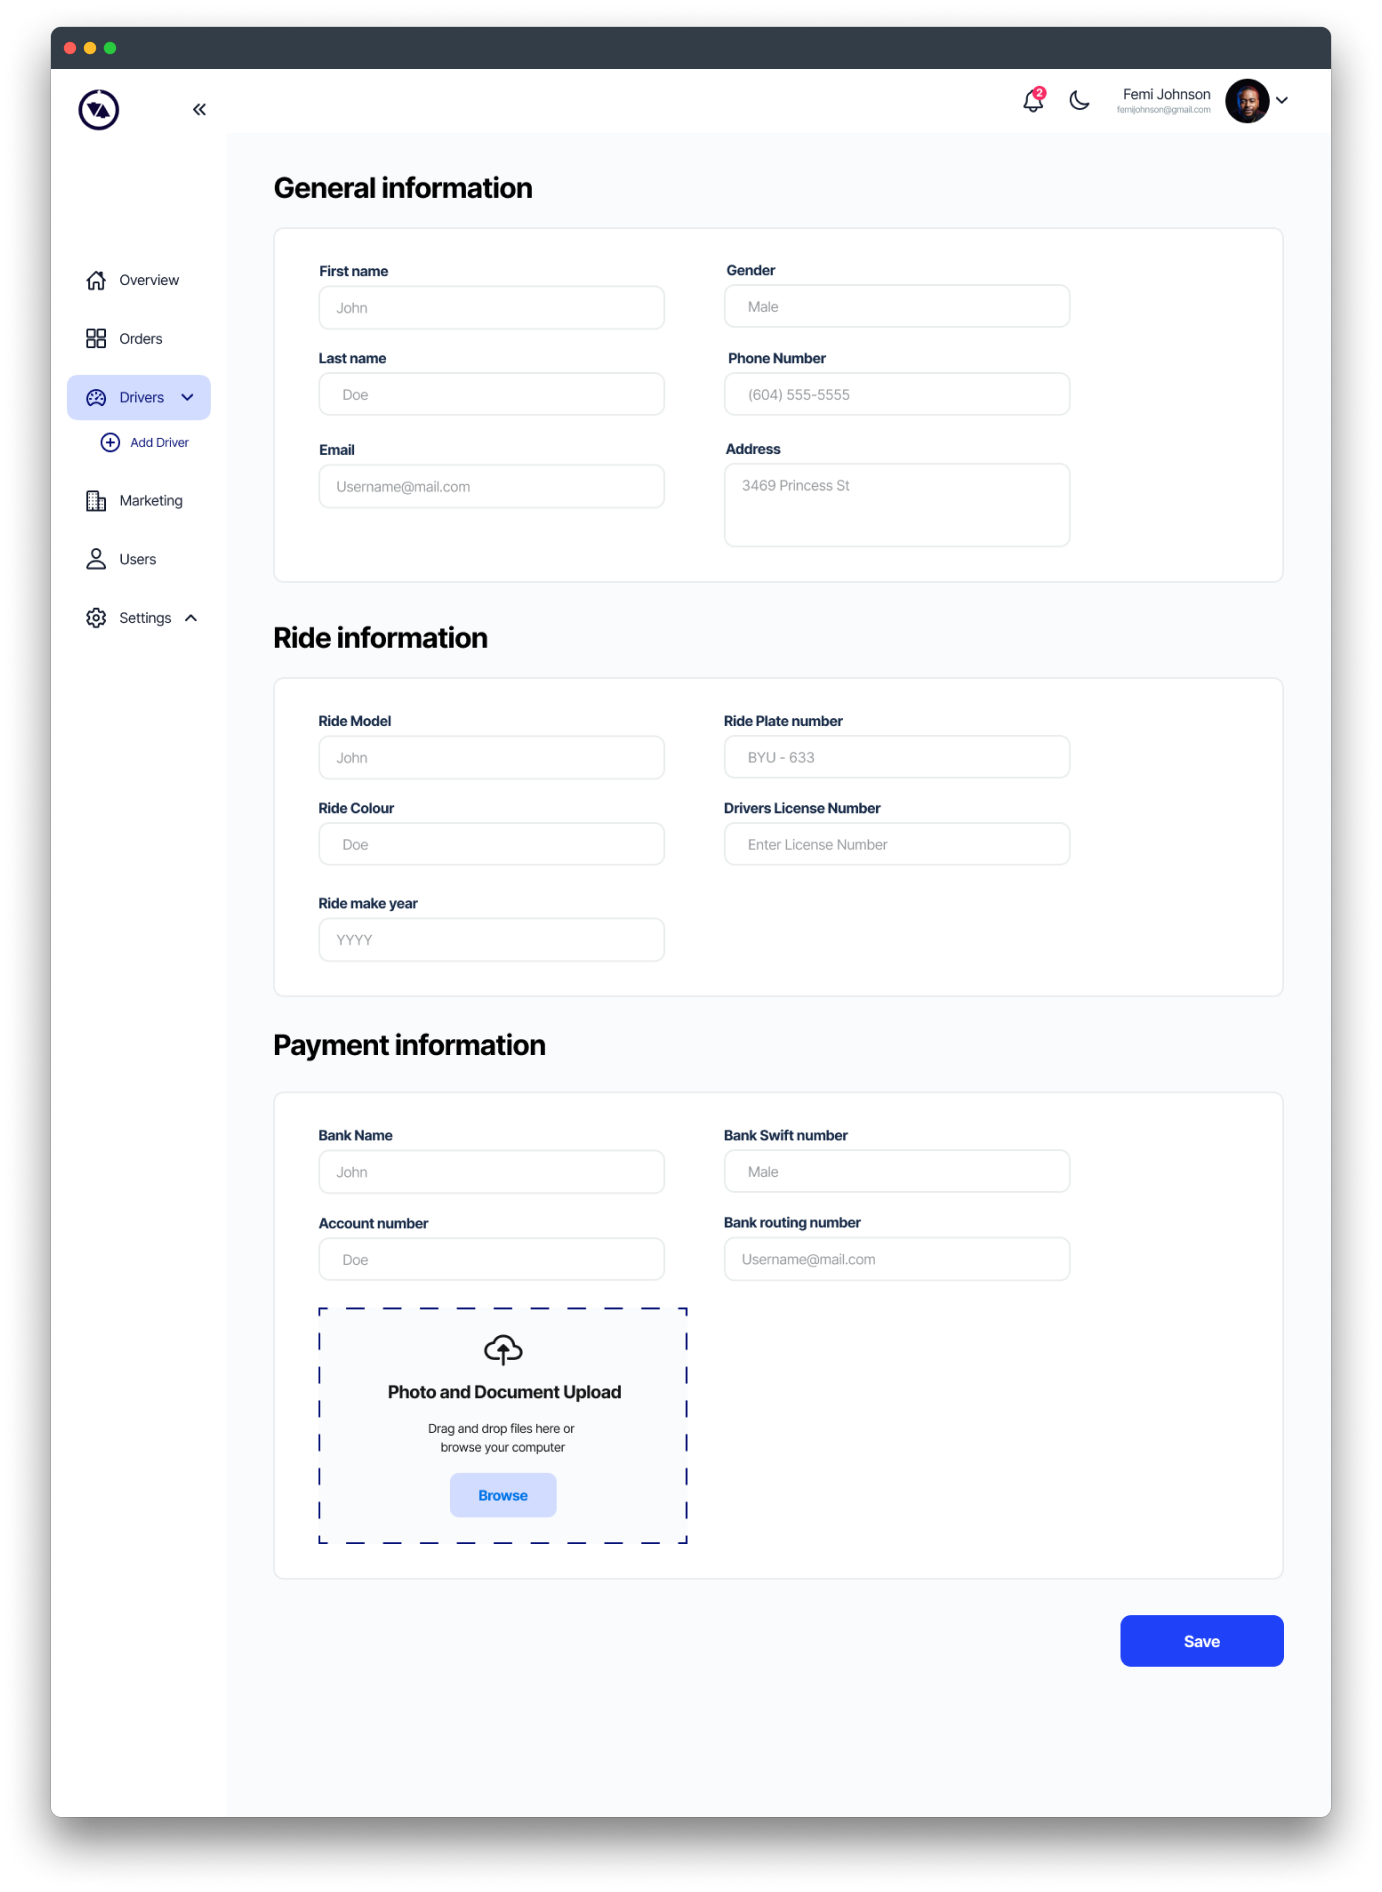 2
Femi Johnson
femijohnson@gmail.com
Overview
Orders
Drivers
Add Driver
Marketing
Users
Settings
General information
First name
John
Gender
Male
Last name
Doe
Phone Number
(604) 555-5555
Email
Username@mail.com
Address
3469 Princess St
Ride information
Ride Model
John
Ride Plate number
BYU - 633
Ride Colour
Doe
Drivers License Number
Enter License Number
Ride make year
YYYY
Payment information
Bank Name
John
Bank Swift number
Male
Account number
Doe
Bank routing number
Username@mail.com
Photo and Document Upload
Drag and drop files here or
browse your computer
Browse
Save